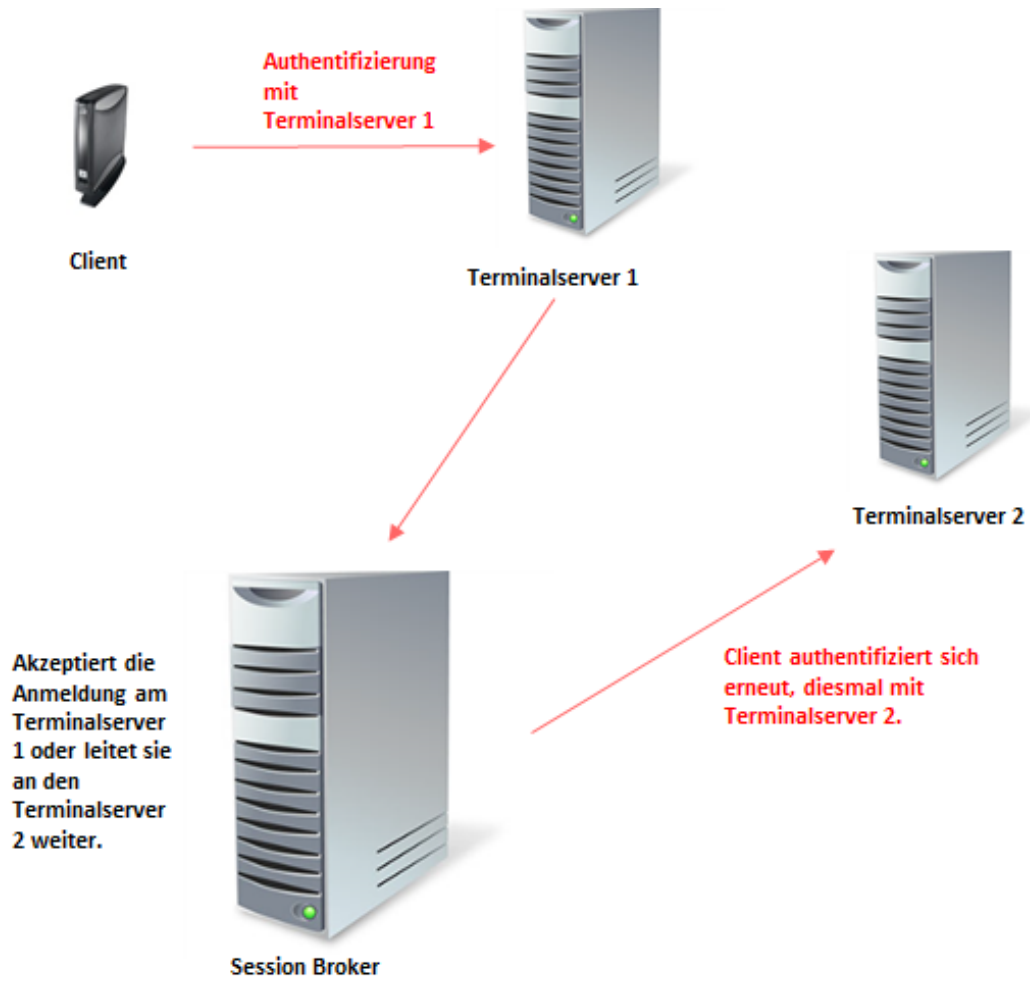 Authentifizierung
mit
Terminalserver 1
Client
Terminalserver 1
Terminalserver 2
Akzeptiert die
Anmeldung am
Terminalserver
1 oder leitet sie
an den
Terminalserver
2 weiter.
Client authentifiziert sich
erneut, diesmal mit
Terminalserver 2.
Session Broker